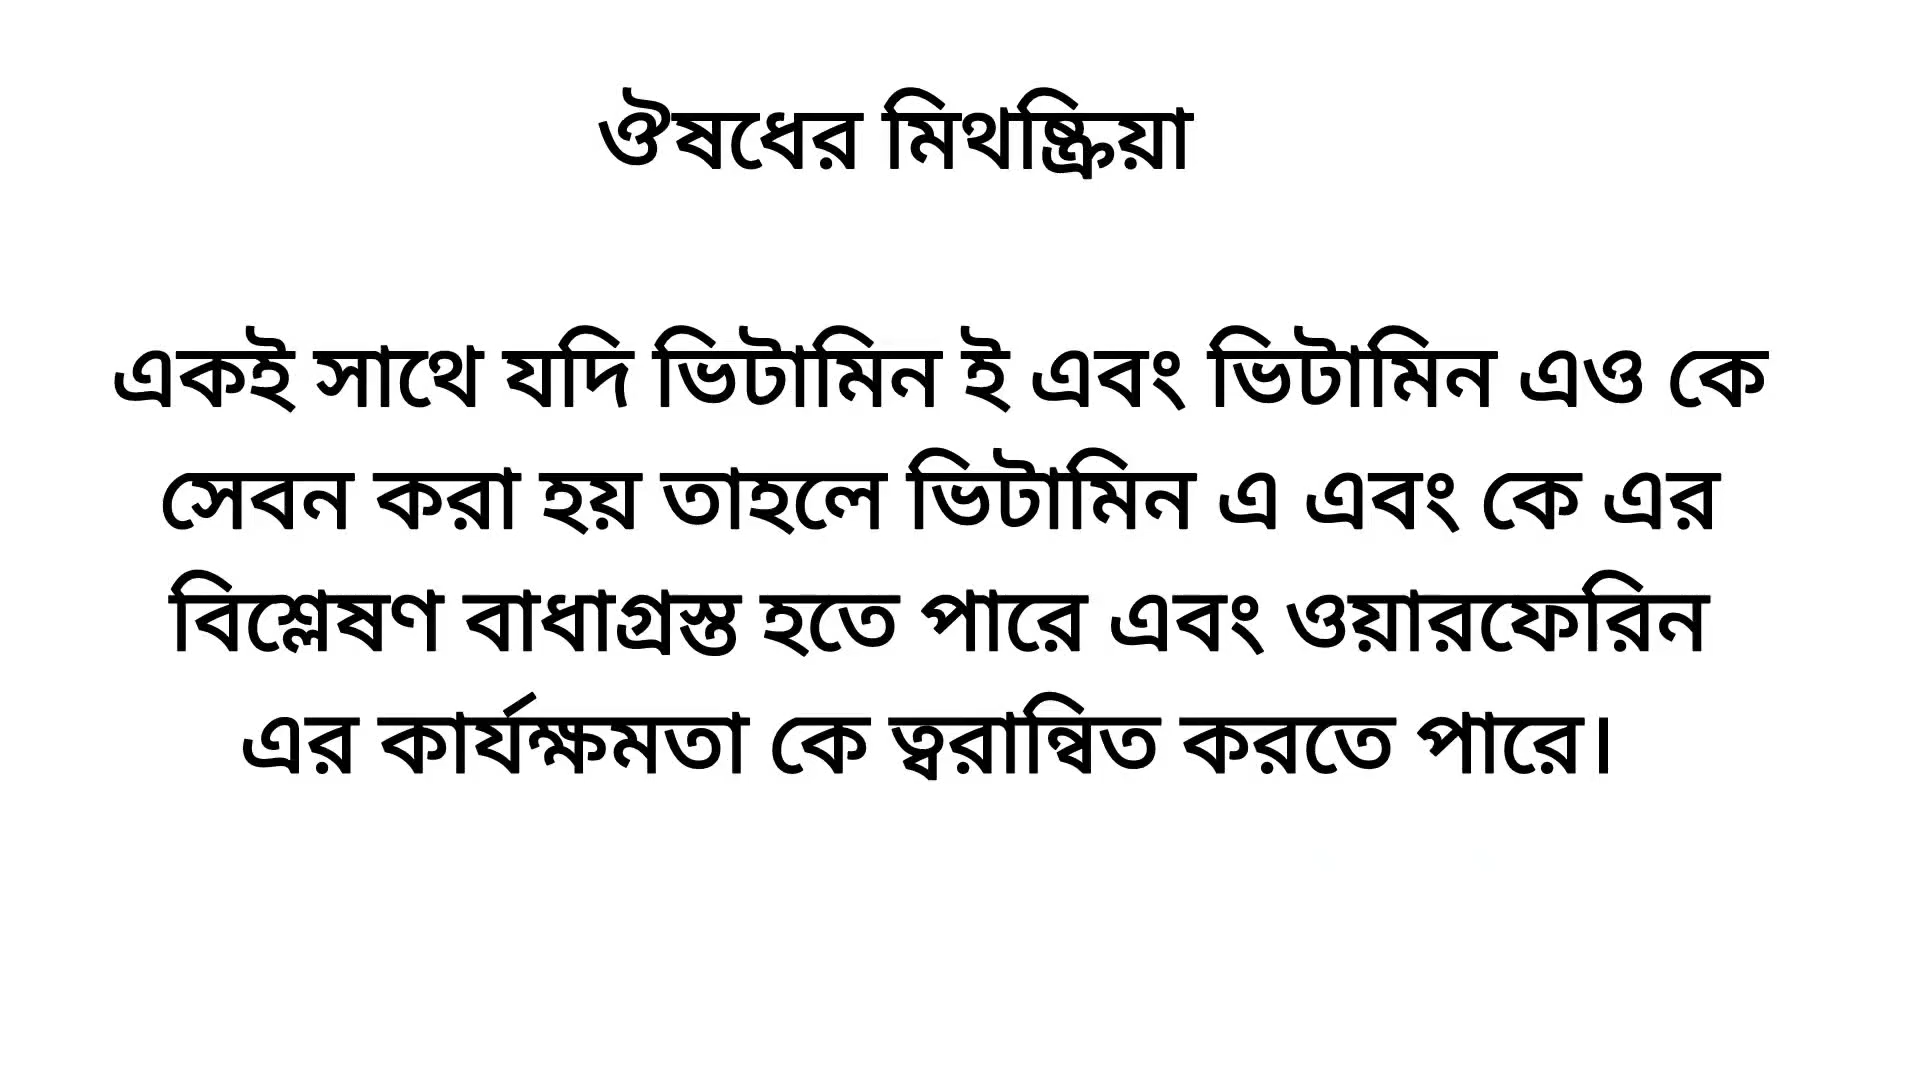 ঔষধের মিথষ্ক্রিয়া
একই সাথে যদি ভিটামিন ই এবং ভিটামিন এও কে
সেবন করা হয় তাহলে ভিটামিন এ এবং কে এর
বিশ্লেষণ বাধাগ্রস্ত হতে পারে এবং ওয়ারফেরিন
এর কার্যক্ষমতা কে ত্বরান্বিত করতে পারে।